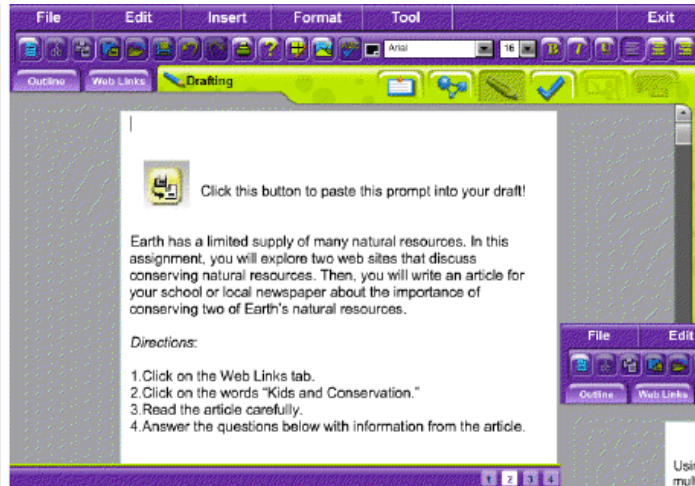 File Edit Insert Format Tool Exit
Arial 16 B I U
Outline Web Links Drafting
Click this button to paste this prompt into your draft!
Earth has a limited supply of many natural resources. In this
assignment, you will explore two web sites that discuss
conserving natural resources. Then, you will write an article for
your school or local newspaper about the importance of
conserving two of Earth's natural resources.
Directions:
1.Click on the Web Links tab.
2.Click on the words “Kids and Conservation.”
3.Read the article carefully.
4.Answer the questions below with information from the article.
1 2 3 4
File Edit
Outline Web Links